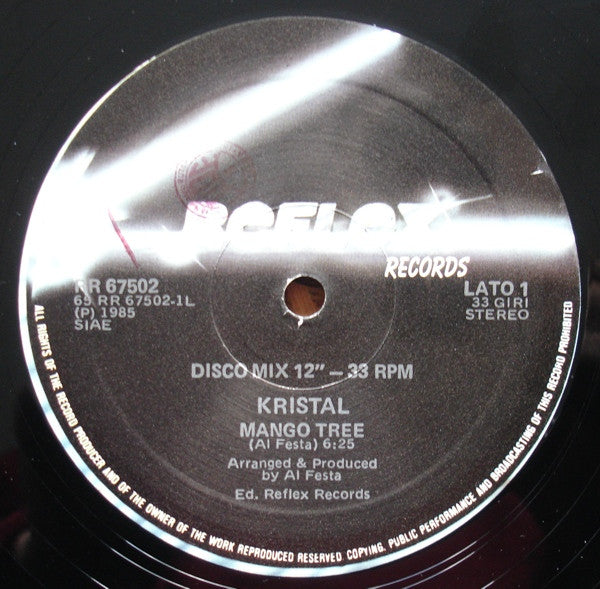 REFLEX
RECORDS
RR 67502
65 RR 67502-1L
(P) 1985
SIAE
LATO 1
33 GIRI
STEREO
DISCO MIX 12” – 33 RPM
KRISTAL
MANGO TREE
(Al Festa) 6:25
Arranged & Produced
by Al Festa
Ed. Reflex Records
ALL RIGHTS OF THE RECORD PRODUCER AND OF THE OWNER OF THE WORK REPRODUCED RESERVED. COPYING, PUBLIC PERFORMANCE AND BROADCASTING OF THIS RECORD PROHIBITED